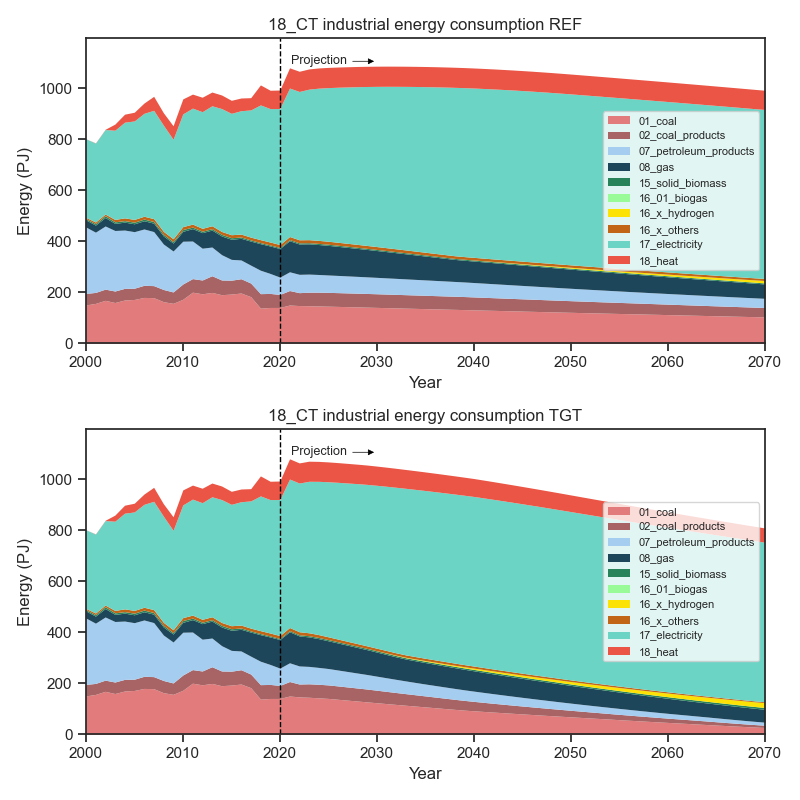 18_CT industrial energy consumption REF
Projection
1000
800
600
400
200
0
Energy (PJ)
01_coal
02_coal_products
07_petroleum_products
08_gas
15_solid_biomass
16_01_biogas
16_x_hydrogen
16_x_others
17_electricity
18_heat
2000 2010 2020 2030 2040 2050 2060 2070
Year
18_CT industrial energy consumption TGT
Projection
1000
800
600
400
200
0
Energy (PJ)
01_coal
02_coal_products
07_petroleum_products
08_gas
15_solid_biomass
16_01_biogas
16_x_hydrogen
16_x_others
17_electricity
18_heat
2000 2010 2020 2030 2040 2050 2060 2070
Year